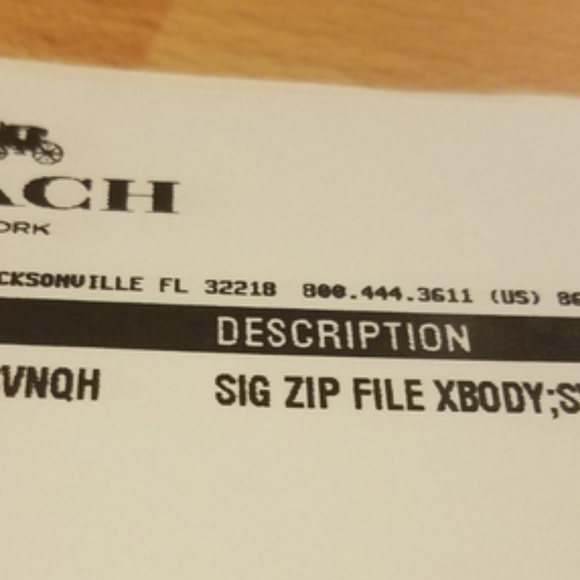 ACH
ORK
CKSONVILLE FL 32218 800.444.3611 (US)
DESCRIPTION
VNQH SIG ZIP FILE XBODY;S